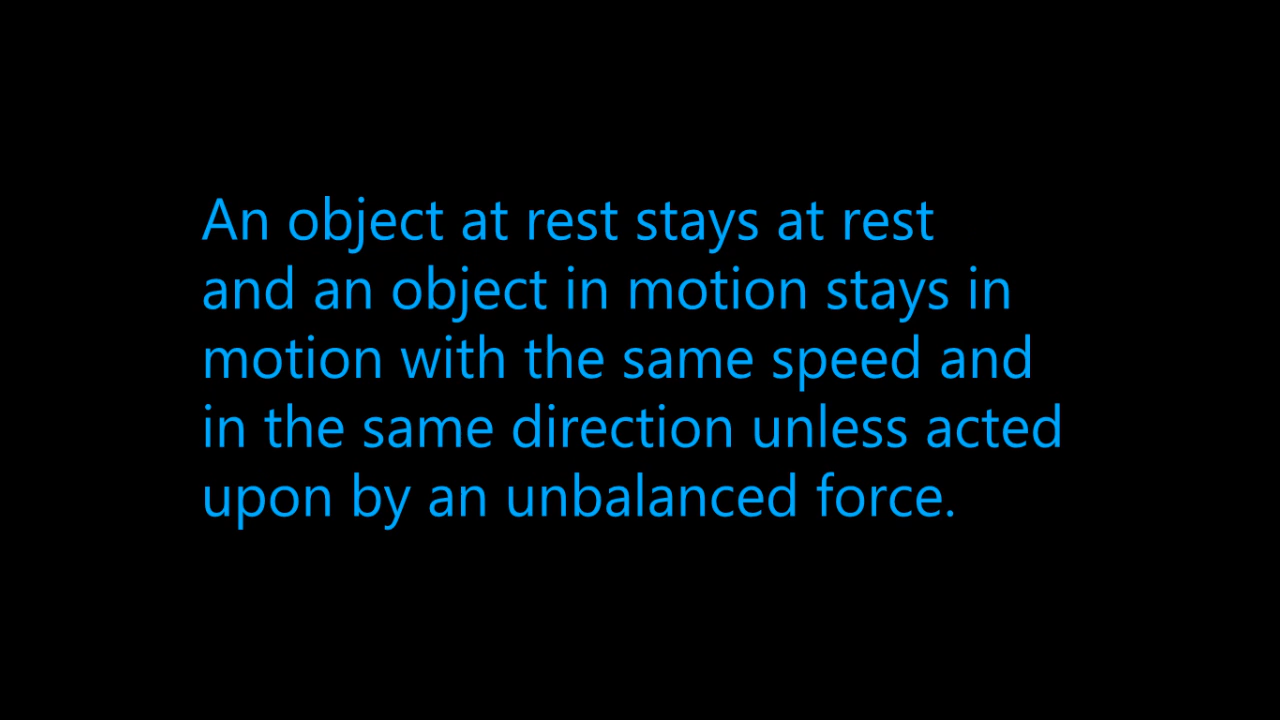 An object at rest stays at rest
and an object in motion stays in
motion with the same speed and
in the same direction unless acted
upon by an unbalanced force.